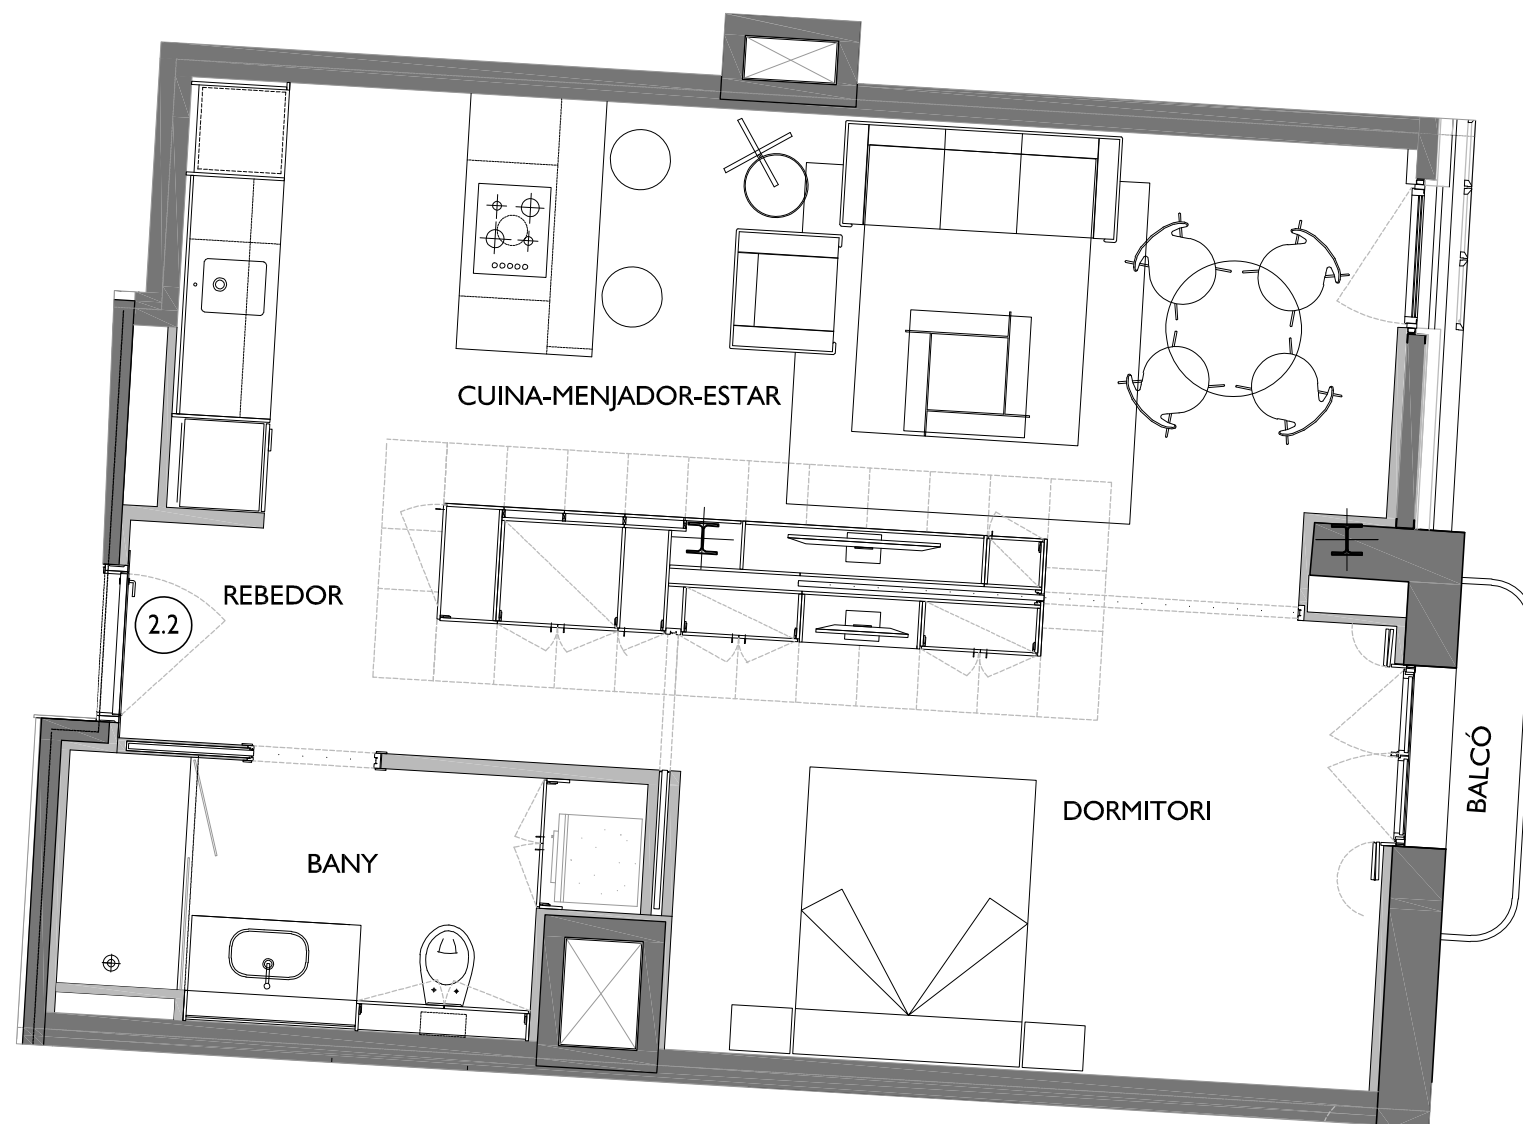 CUINA-MENJADOR-ESTAR
REBEDOR
2.2
DORMITORI
BALCÓ
BANY